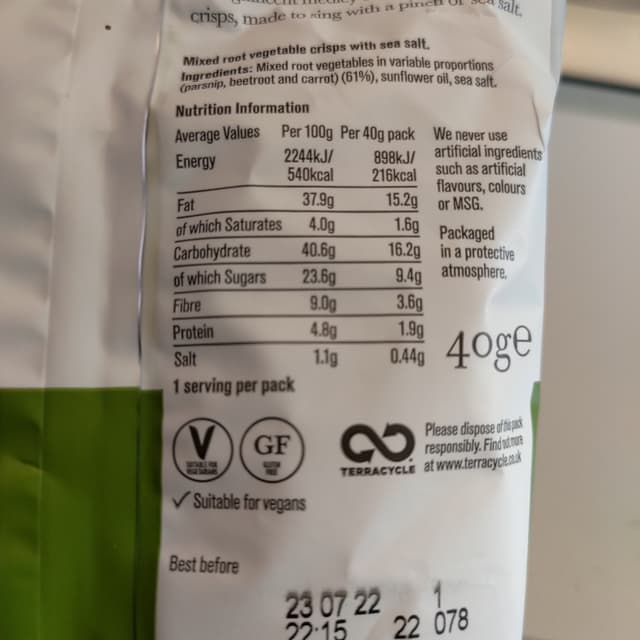 crisps, made to sing with a pinch of sea salt.
Mixed root vegetable crisps with sea salt.
Ingredients: Mixed root vegetables in variable proportions
(parsnip, beetroot and carrot) (61%), sunflower oil, sea salt.
Nutrition Information
Average Values Per 100g Per 40g pack
Energy 2244kJ/ 898kJ/
540kcal 216kcal
Fat 37.9g 15.2g
of which Saturates 4.0g 1.6g
Carbohydrate 40.6g 16.2g
of which Sugars 23.6g 9.4g
Fibre 9.0g 3.6g
Protein 4.8g 1.9g
Salt 1.1g 0.44g
1 serving per pack
We never use
artificial ingredients
such as artificial
flavours, colours
or MSG.
Packaged
in a protective
atmosphere.
40g e
V
SUITABLE FOR
VEGETARIANS
GF
GLUTEN
FREE
TERRACYCLE
Please dispose of this pack
responsibly. Find out more
at www.terracycle.co.uk
✓ Suitable for vegans
Best before
23 07 22 1
22:15 22 078